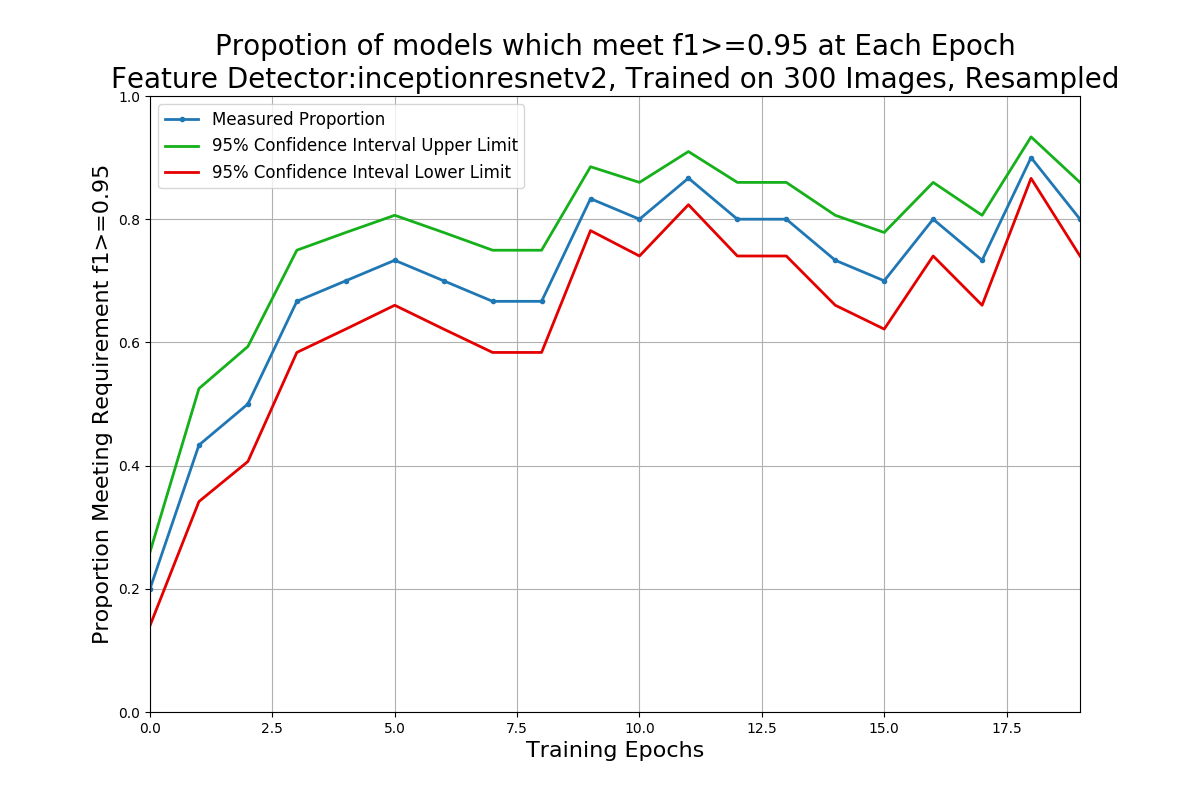 Propotion of models which meet f1>=0.95 at Each Epoch
Feature Detector:inceptionresnetv2, Trained on 300 Images, Resampled
Measured Proportion
95% Confidence Interval Upper Limit
95% Confidence Inteval Lower Limit
Proportion Meeting Requirement f1>=0.95
1.0
0.8
0.6
0.4
0.2
0.0
0.0 2.5 5.0 7.5 10.0 12.5 15.0 17.5
Training Epochs